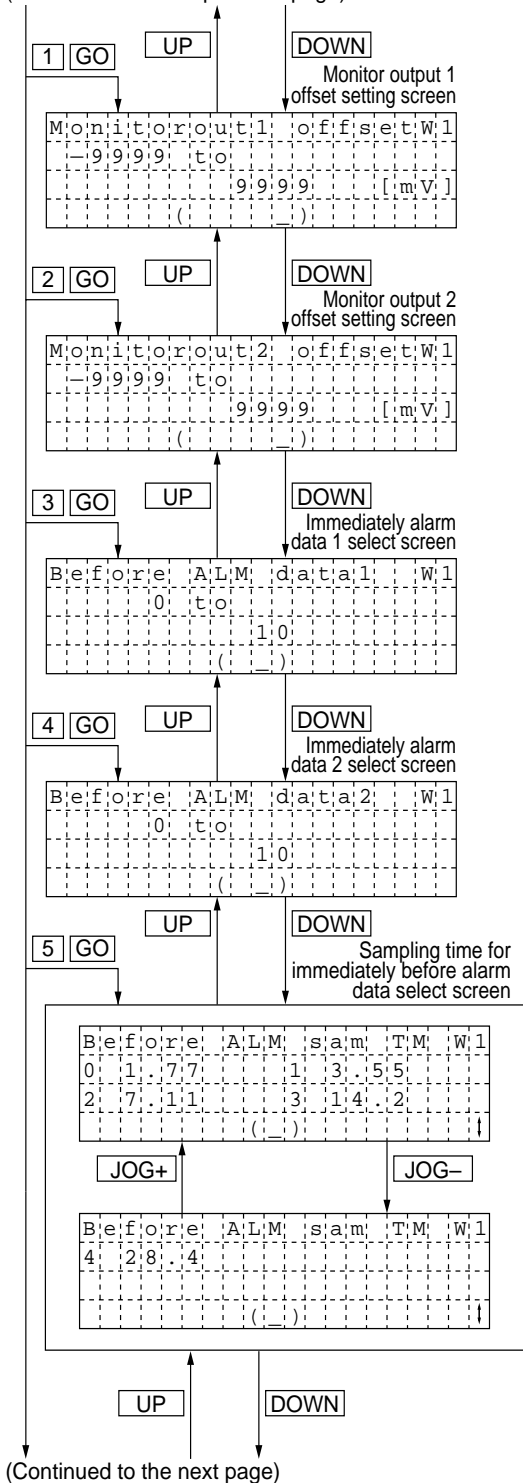 1 GO UP DOWN
Monitor output 1
offset setting screen
Monitorout1 offsetW1
−9999 to
9999 [mV]
( _)
2 GO UP DOWN
Monitor output 2
offset setting screen
Monitorout2 offsetW1
−9999 to
9999 [mV]
( _)
3 GO UP DOWN
Immediately alarm
data 1 select screen
Before ALM data1 W1
0 to
10
( _)
4 GO UP DOWN
Immediately alarm
data 2 select screen
Before ALM data2 W1
0 to
10
( _)
UP DOWN
5 GO
Sampling time for
immediately before alarm
data select screen
Before ALM sam TM W1
0 1.77 1 3.55
2 7.11 3 14.2
(_)
JOG+ JOG−
Before ALM sam TM W1
4 28.4
(_)
UP DOWN
(Continued to the next page)